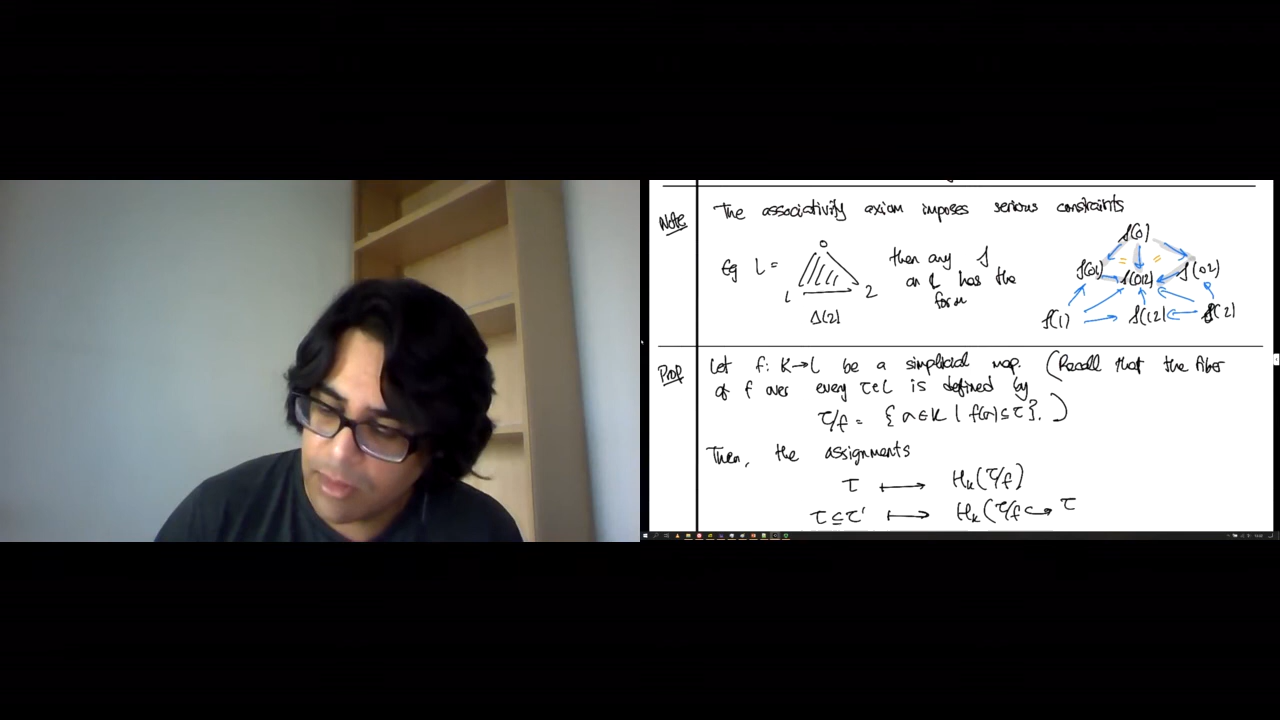 Note The associativity axiom imposes serious constraints
Eg L = 0 1 2 Δ(2)
then any f
on L has the
form
f(0)
f(01) = f(012) = f(02)
f(1) f(12) f(2)
Prop Let f: K→L be a simplicial map. (Recall that the fiber
of f over every τ∈L is defined by
τ/f = {σ∈K | f(σ)≤τ}.)
Then, the assignments
τ ↦ Hk(τ/f)
τ ⊆ τ' ↦ Hk(τ/f ↪ τ